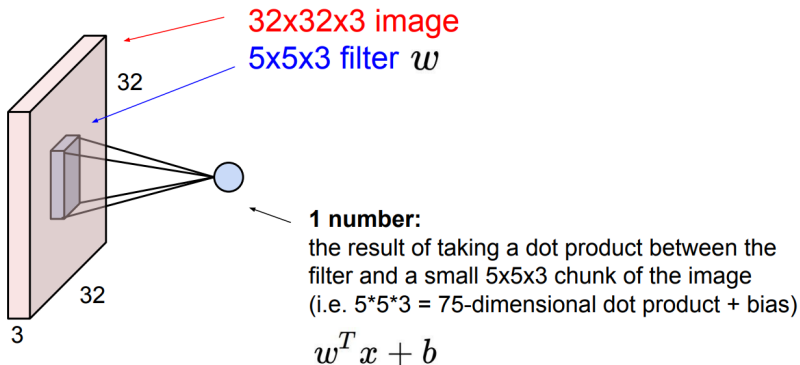 32x32x3 image
5x5x3 filter w
32
32
3
1 number:
the result of taking a dot product between the
filter and a small 5x5x3 chunk of the image
(i.e. 5*5*3 = 75-dimensional dot product + bias)
w^T x + b